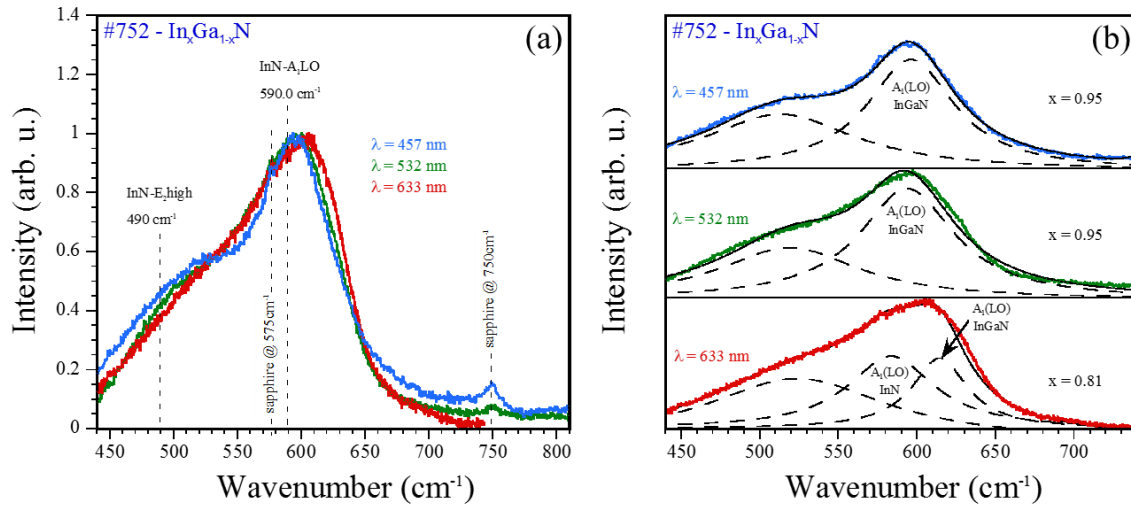 #752 - InₓGa₁₋ₓN
(a)
InN-A₁LO
590.0 cm⁻¹
λ = 457 nm
λ = 532 nm
λ = 633 nm
InN-E₂high
490 cm⁻¹
sapphire @ 575cm⁻¹
sapphire @ 750cm⁻¹
Intensity (arb. u.)
1.4
1.2
1
0.8
0.6
0.4
0.2
0
450 500 550 600 650 700 750 800
Wavenumber (cm⁻¹)
#752 - InₓGa₁₋ₓN
(b)
λ = 457 nm
A₁(LO)
InGaN
x = 0.95
λ = 532 nm
A₁(LO)
InGaN
x = 0.95
λ = 633 nm
A₁(LO)
InGaN
A₁(LO)
InN
x = 0.81
Intensity (arb. u.)
450 500 550 600 650 700
Wavenumber (cm⁻¹)